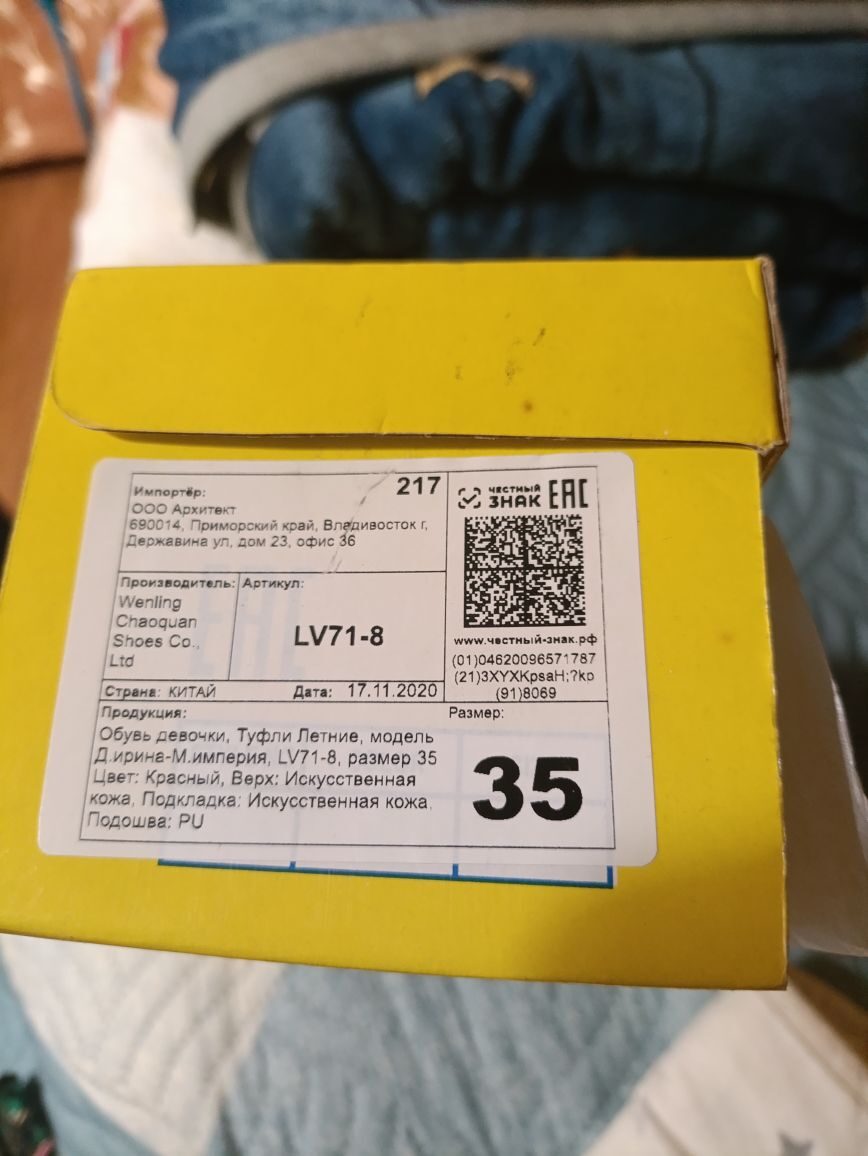 Импортёр:
217
ООО Архитект
690014, Приморский край, Владивосток г,
Державина ул, дом 23, офис 36
ЧЕСТНЫЙ
ЗНАК
EAC
www.честный-знак.рф
(01)04620096571787
(21)3XYXKpsaH;?kp
(91)8069
Производитель:
Wenling
Chaoquan
Shoes Co.,
Ltd
Артикул:
LV71-8
Страна: КИТАЙ
Дата: 17.11.2020
Продукция:
Обувь девочки, Туфли Летние, модель
Д.ирина-М.империя, LV71-8, размер 35
Цвет: Красный, Верх: Искусственная
кожа, Подкладка: Искусственная кожа,
Подошва: PU
Размер:
35